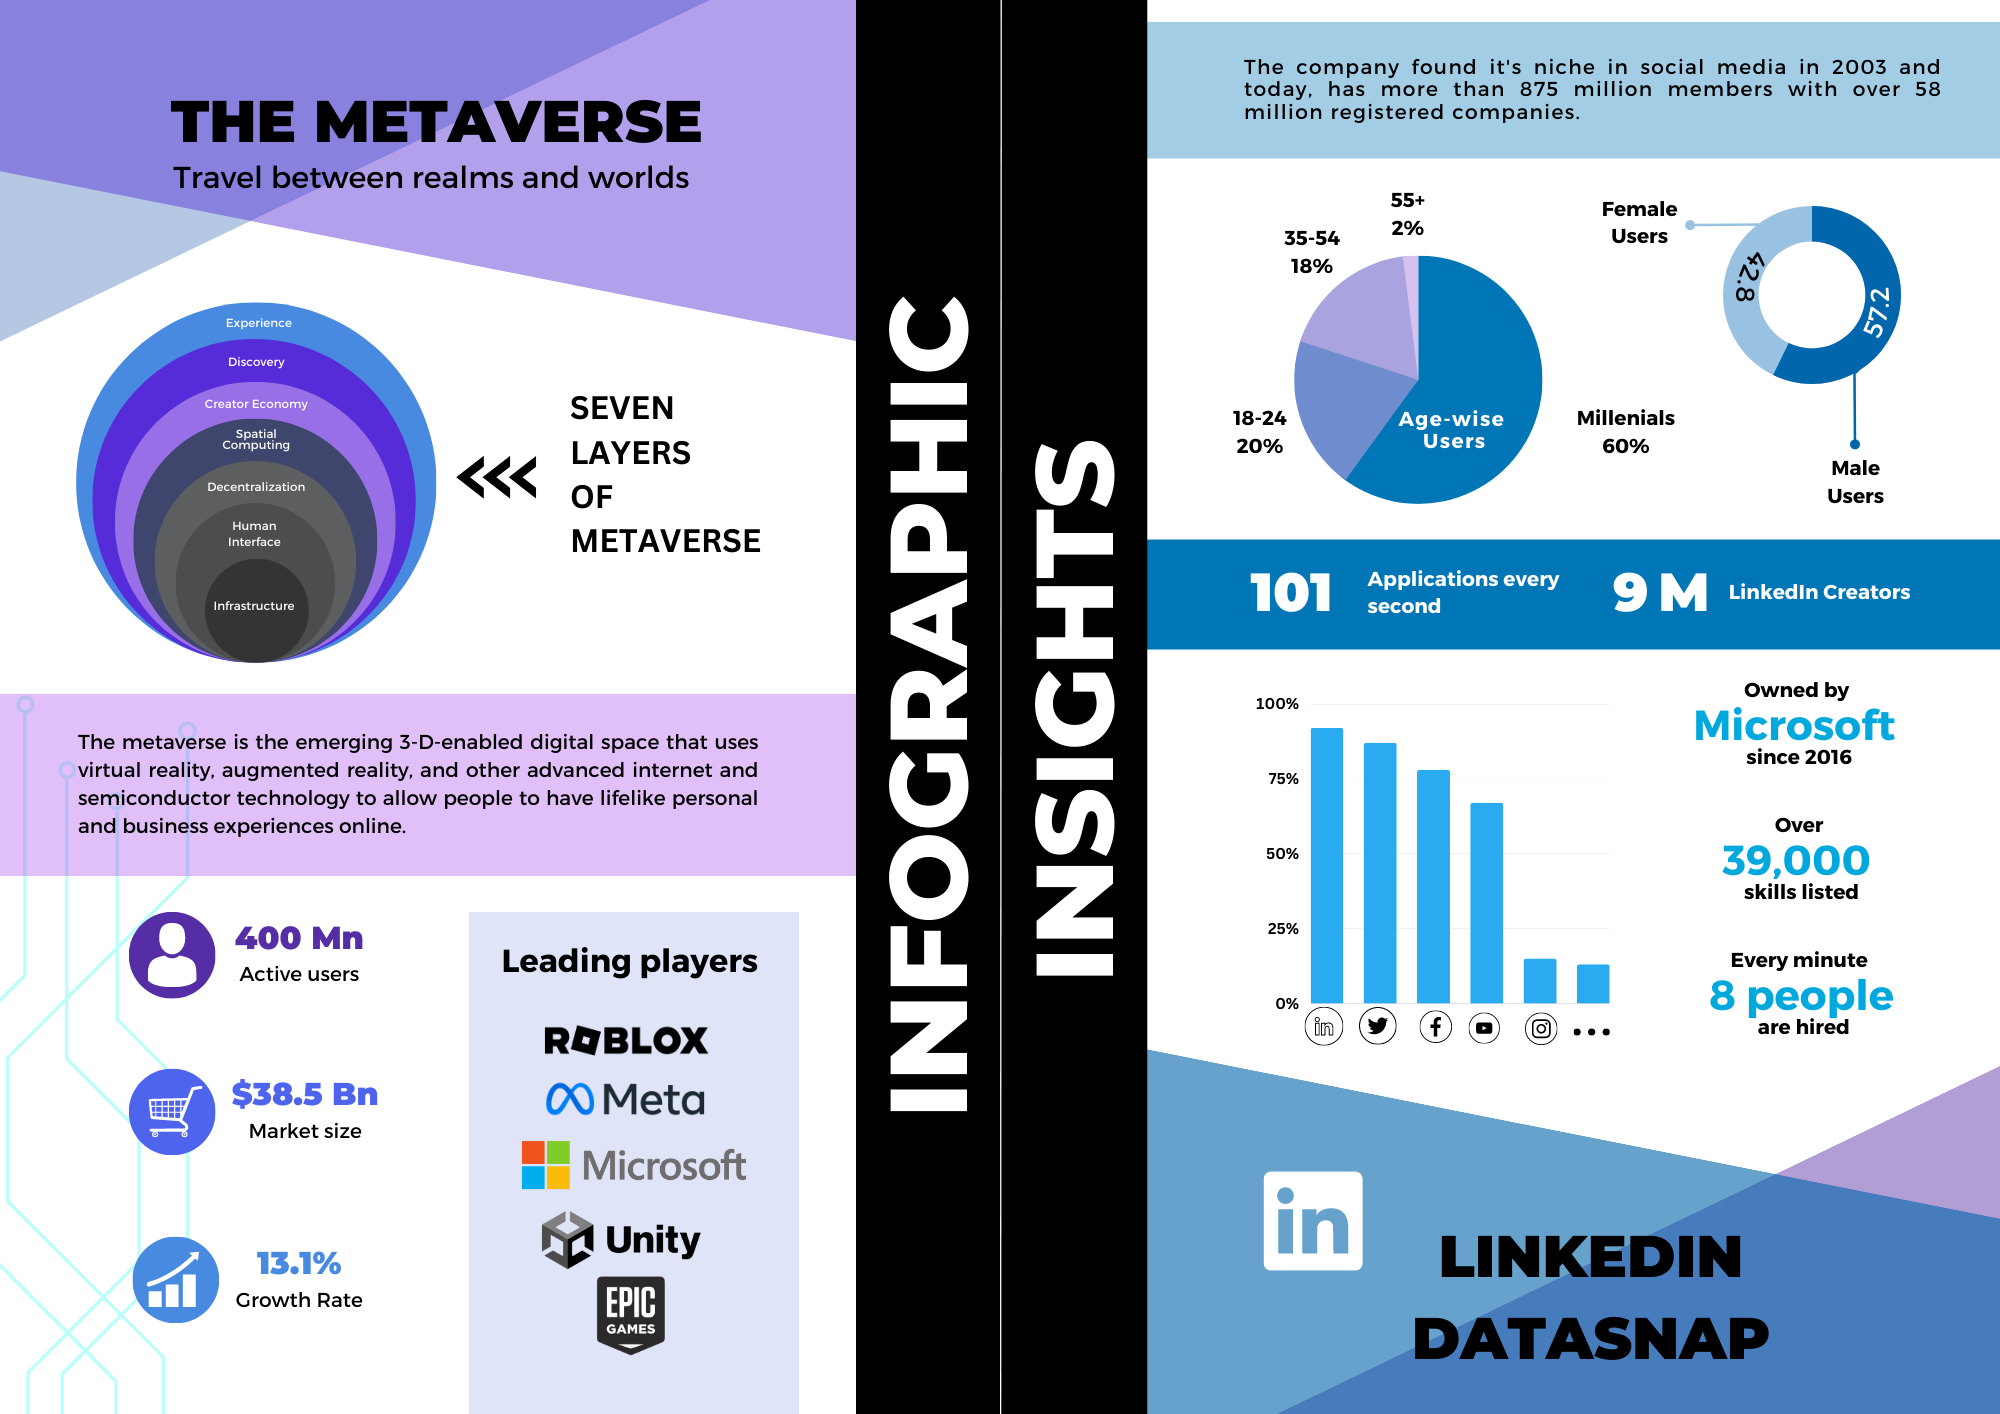 THE METAVERSE
Travel between realms and worlds
Experience
Discovery
Creator Economy
Spatial
Computing
Decentralization
Human
Interface
Infrastructure
SEVEN
LAYERS
OF
METAVERSE
The metaverse is the emerging 3-D-enabled digital space that uses
virtual reality, augmented reality, and other advanced internet and
semiconductor technology to allow people to have lifelike personal
and business experiences online.
400 Mn
Active users
$38.5 Bn
Market size
13.1%
Growth Rate
Leading players
ROBLOX
Meta
Microsoft
Unity
EPIC
GAMES
INFOGRAPHIC
INSIGHTS
The company found it's niche in social media in 2003 and
today, has more than 875 million members with over 58
million registered companies.
55+
2%
35-54
18%
18-24
20%
Age-wise
Users
Millenials
60%
Female
Users
42.8
57.2
Male
Users
101
Applications every
second
9 M
LinkedIn Creators
100%
75%
50%
25%
0%
in
Owned by
Microsoft
since 2016
Over
39,000
skills listed
Every minute
8 people
are hired
in
LINKEDIN
DATASNAP